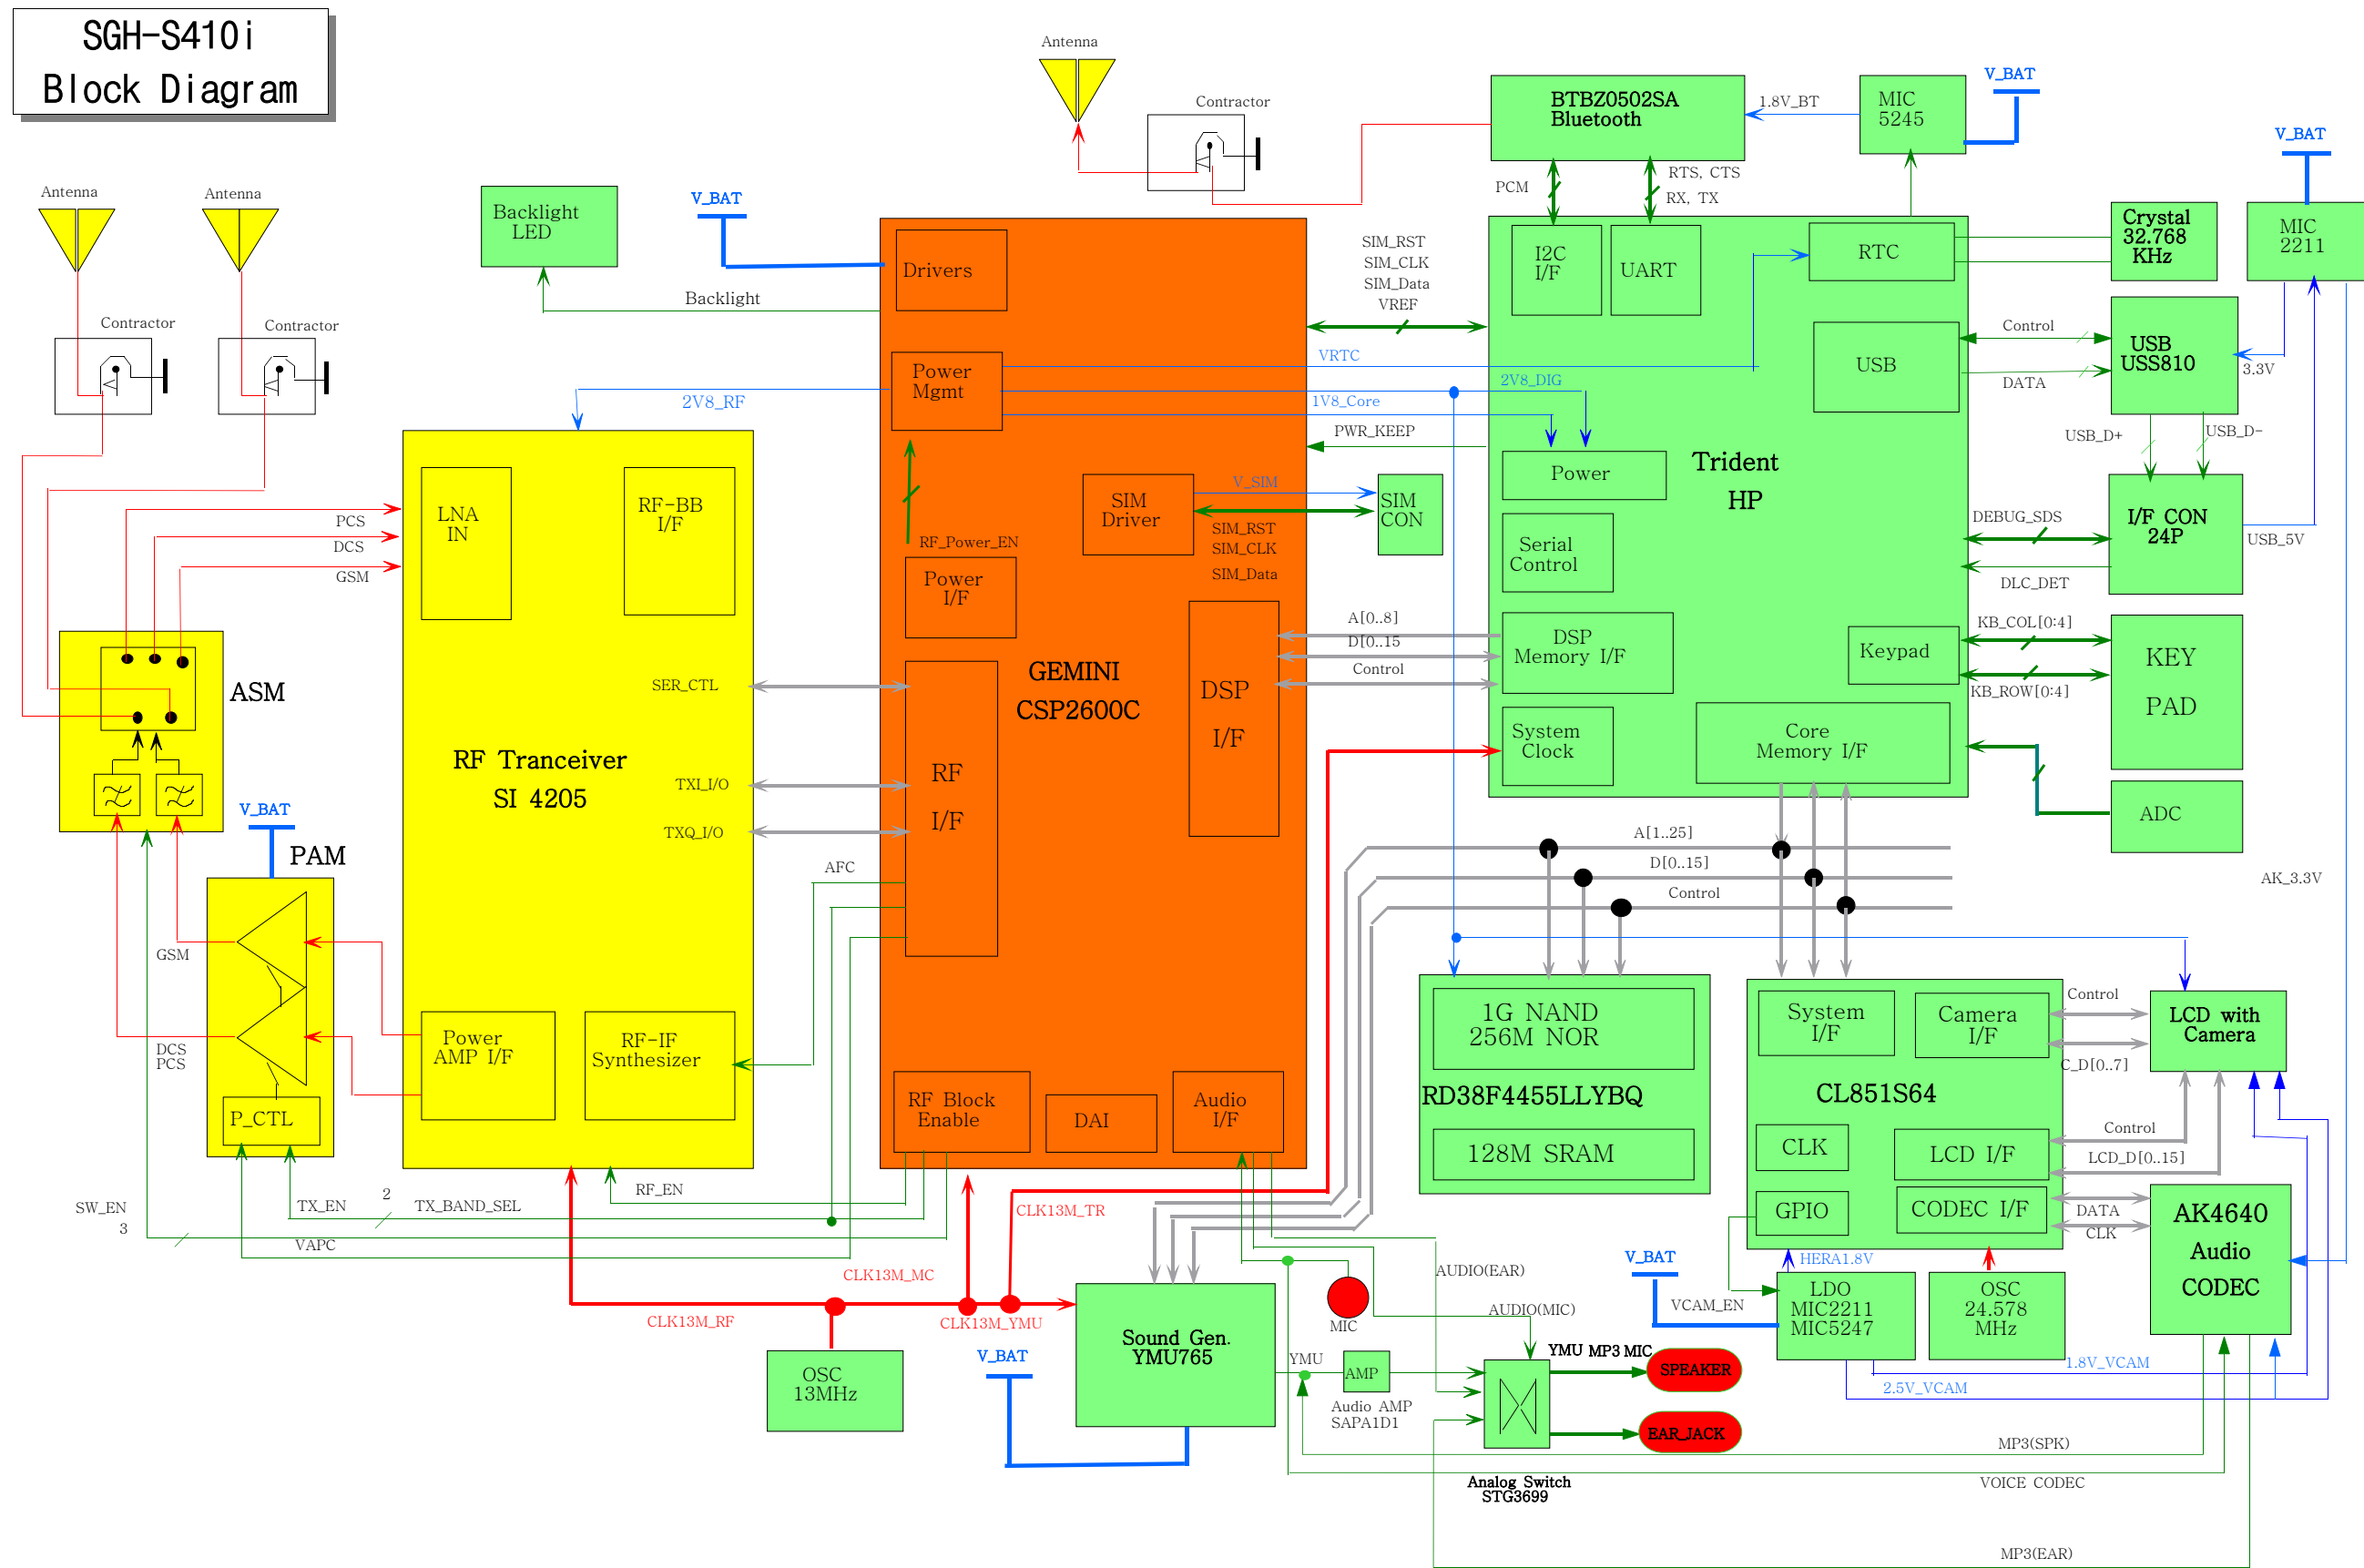 SGH-S410i
Block Diagram
Antenna
Contractor
BTBZ0502SA
Bluetooth
1.8V_BT
MIC
5245
V_BAT
V_BAT
MIC
2211
Antenna
Antenna
Contractor
Contractor
Backlight
LED
V_BAT
Backlight
Drivers
PCM
RTS, CTS
RX, TX
SIM_RST
SIM_CLK
SIM_Data
VREF
I2C
I/F
UART
RTC
Crystal
32.768
KHz
USB
Control
DATA
USB
USS810
3.3V
Power
Mgmt
2V8_RF
VRTC
2V8_DIG
1V8_Core
PWR_KEEP
Power
Trident
HP
USB_D+
USB_D-
LNA
IN
RF-BB
I/F
PCS
DCS
GSM
SIM
Driver
V_SIM
SIM_RST
SIM_CLK
SIM_Data
SIM
CON
RF_Power_EN
Power
I/F
Serial
Control
DEBUG_SDS
DLC_DET
I/F CON
24P
USB_5V
A[0..8]
D[0..15
Control
DSP
Memory I/F
Keypad
KB_COL[0:4]
KB_ROW[0:4]
KEY
PAD
ASM
GEMINI
CSP2600C
DSP
I/F
SER_CTL
RF Tranceiver
SI 4205
TXI_I/O
TXQ_I/O
RF
I/F
System
Clock
Core
Memory I/F
ADC
V_BAT
PAM
AFC
A[1..25]
D[0..15]
Control
AK_3.3V
GSM
DCS
PCS
P_CTL
Power
AMP I/F
RF-IF
Synthesizer
1G NAND
256M NOR
RD38F4455LLYBQ
128M SRAM
System
I/F
Camera
I/F
CL851S64
CLK
LCD I/F
GPIO
CODEC I/F
Control
C_D[0..7]
LCD with
Camera
Control
LCD_D[0..15]
DATA
CLK
AK4640
Audio
CODEC
RF Block
Enable
DAI
Audio
I/F
SW_EN
3
TX_EN
2
TX_BAND_SEL
VAPC
RF_EN
CLK13M_TR
CLK13M_MC
CLK13M_RF
CLK13M_YMU
OSC
13MHz
V_BAT
Sound Gen.
YMU765
MIC
AUDIO(EAR)
AUDIO(MIC)
YMU
AMP
Audio AMP
SAPA1D1
YMU MP3 MIC
SPEAKER
EAR_JACK
Analog Switch
STG3699
V_BAT
VCAM_EN
HERA1.8V
LDO
MIC2211
MIC5247
OSC
24.578
MHz
1.8V_VCAM
2.5V_VCAM
MP3(SPK)
VOICE CODEC
MP3(EAR)